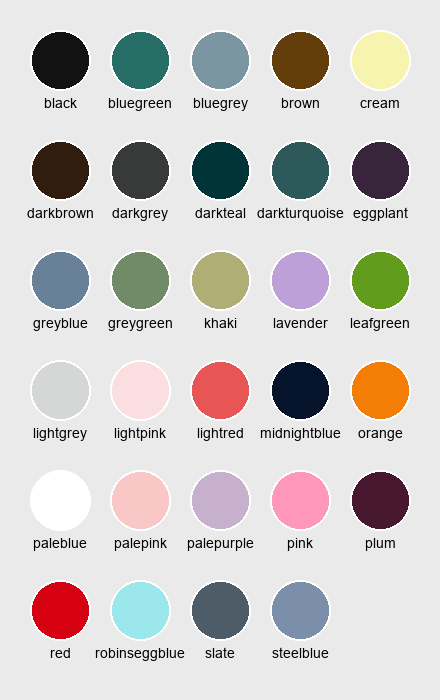 black bluegreen bluegrey brown cream
darkbrown darkgrey darkteal darkturquoise eggplant
greyblue greygreen khaki lavender leafgreen
lightgrey lightpink lightred midnightblue orange
paleblue palepink palepurple pink plum
red robinseggblue slate steelblue